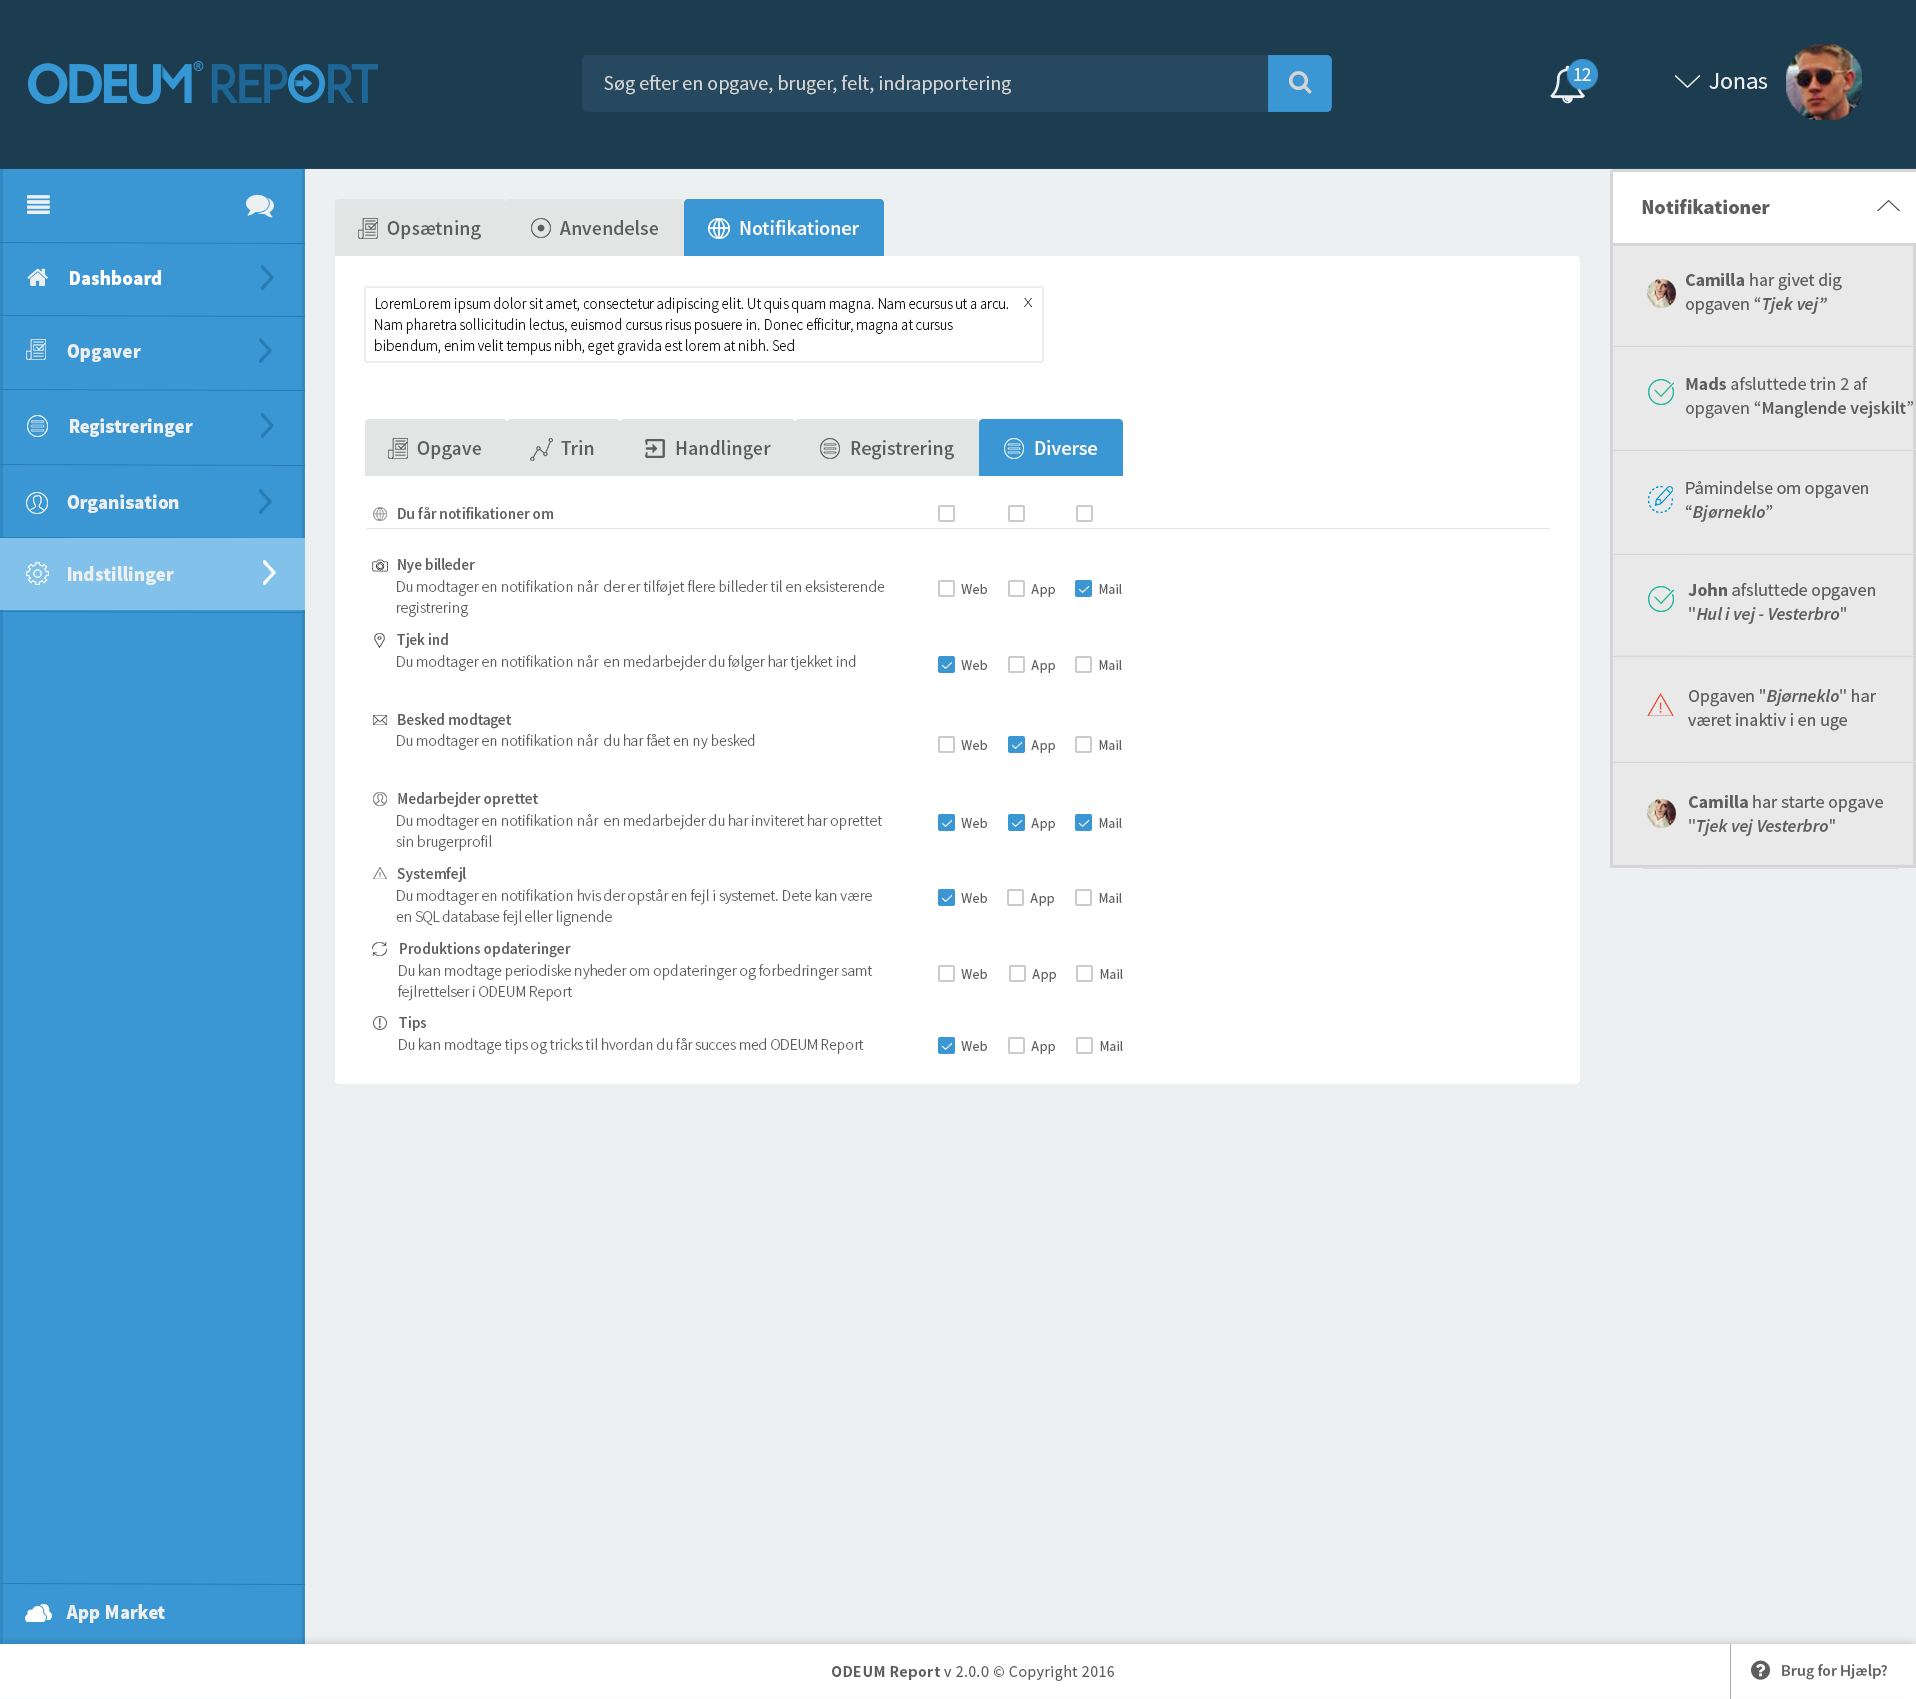 ODEUM® REPORT
Søg efter en opgave, bruger, felt, indrapportering
12
Jonas
Dashboard
Opgaver
Registreringer
Organisation
Indstillinger
App Market
Opsætning Anvendelse Notifikationer
LoremLorem ipsum dolor sit amet, consectetur adipiscing elit. Ut quis quam magna. Nam ecursus ut a arcu. X
Nam pharetra sollicitudin lectus, euismod cursus risus posuere in. Donec efficitur, magna at cursus
bibendum, enim velit tempus nibh, eget gravida est lorem at nibh. Sed
Opgave Trin Handlinger Registrering Diverse
Du får notifikationer om
Nye billeder
Du modtager en notifikation når der er tilføjet flere billeder til en eksisterende
registrering
Web App Mail
Tjek ind
Du modtager en notifikation når en medarbejder du følger har tjekket ind
Web App Mail
Besked modtaget
Du modtager en notifikation når du har fået en ny besked
Web App Mail
Medarbejder oprettet
Du modtager en notifikation når en medarbejder du har inviteret har oprettet
sin brugerprofil
Web App Mail
Systemfejl
Du modtager en notifikation hvis der opstår en fejl i systemet. Dete kan være
en SQL database fejl eller lignende
Web App Mail
Produktions opdateringer
Du kan modtage periodiske nyheder om opdateringer og forbedringer samt
fejlrettelser i ODEUM Report
Web App Mail
Tips
Du kan modtage tips og tricks til hvordan du får succes med ODEUM Report
Web App Mail
Notifikationer
Camilla har givet dig
opgaven “Tjek vej”
Mads afsluttede trin 2 af
opgaven “Manglende vejskilt”
Påmindelse om opgaven
“Bjørneklo”
John afsluttede opgaven
"Hul i vej - Vesterbro"
Opgaven "Bjørneklo" har
været inaktiv i en uge
Camilla har starte opgave
"Tjek vej Vesterbro"
ODEUM Report v 2.0.0 © Copyright 2016
Brug for Hjælp?